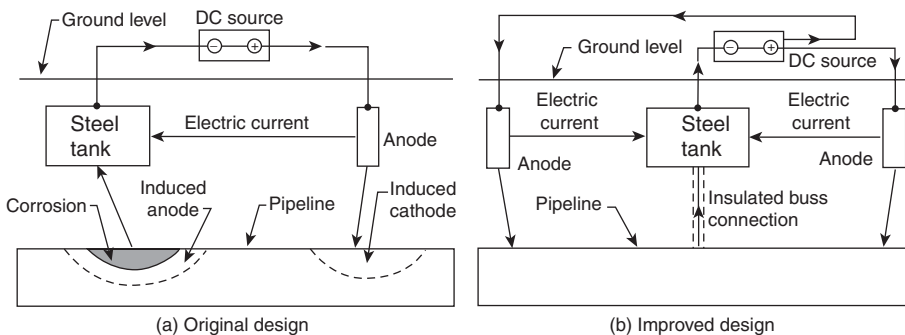 DC source
Ground level
− +
Steel
tank
Electric current
Anode
Corrosion
Induced
anode
Pipeline
Induced
cathode
(a) Original design
Ground level
− +
DC source
Electric
current
Steel
tank
Electric
current
Anode
Anode
Pipeline
Insulated buss
connection
(b) Improved design